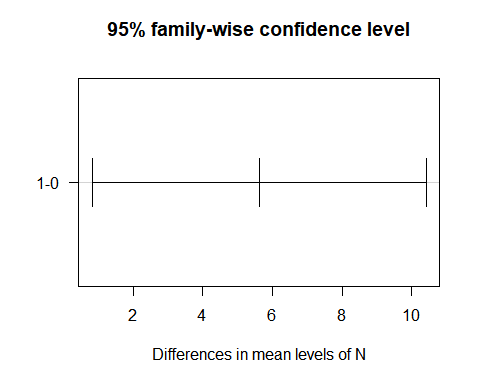 95% family-wise confidence level
1-0
2 4 6 8 10
Differences in mean levels of N